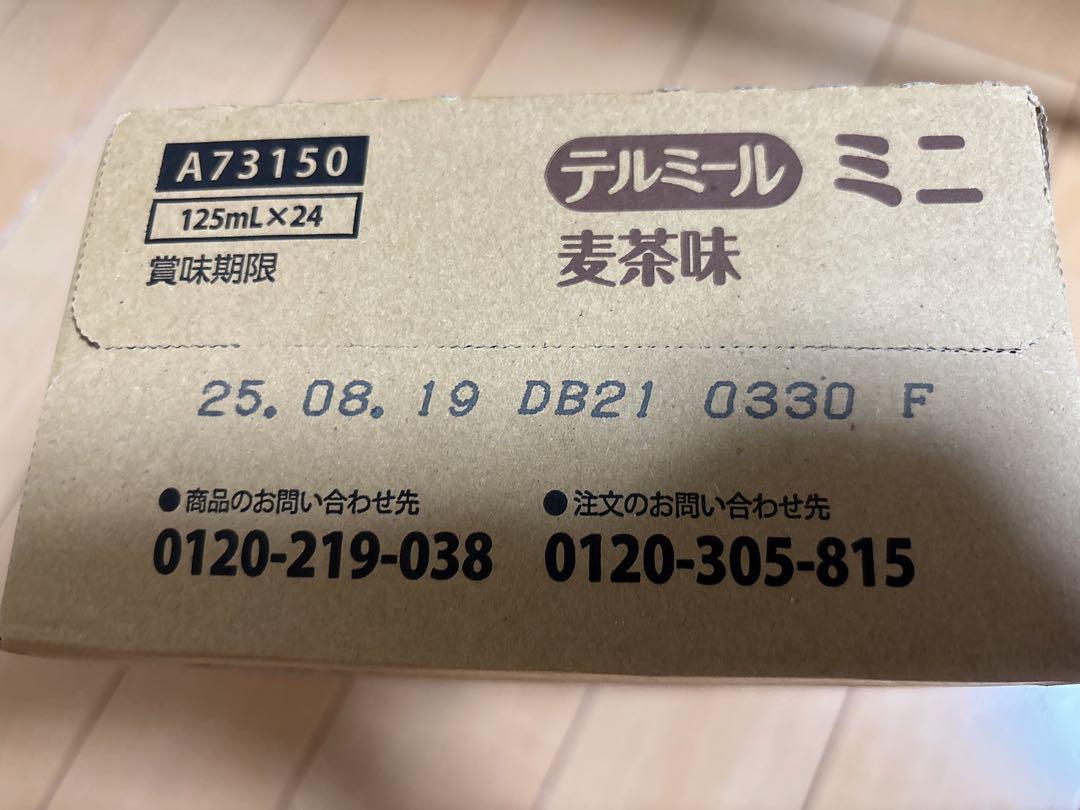 A73150
125mL×24
賞味期限
テルミール ミニ
麦茶味
25.08.19 DB21 0330 F
●商品のお問い合わせ先
0120-219-038
●注文のお問い合わせ先
0120-305-815